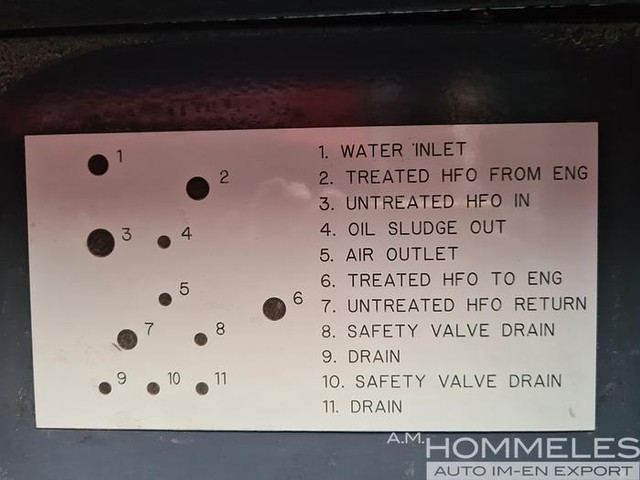 1
2
3
4
5
6
7
8
9
10
11
1. WATER INLET
2. TREATED HFO FROM ENG
3. UNTREATED HFO IN
4. OIL SLUDGE OUT
5. AIR OUTLET
6. TREATED HFO TO ENG
7. UNTREATED HFO RETURN
8. SAFETY VALVE DRAIN
9. DRAIN
10. SAFETY VALVE DRAIN
11. DRAIN
A.M. HOMMELES
AUTO IM-EN EXPORT